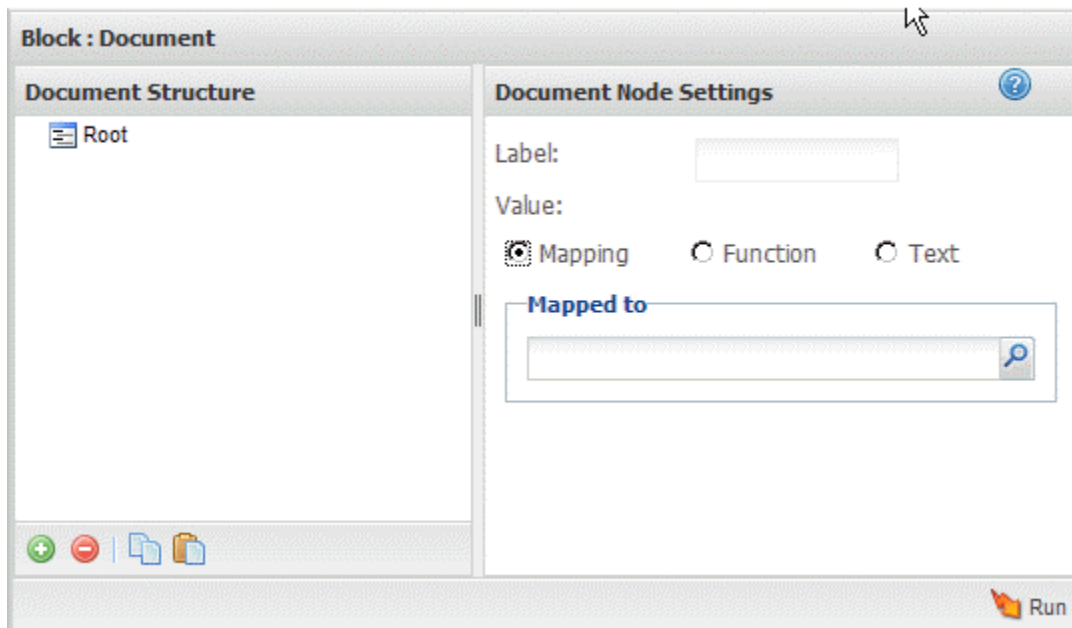 Block : Document
Document Structure
Root
Document Node Settings
Label:
Value:
Mapping Function Text
Mapped to
Run